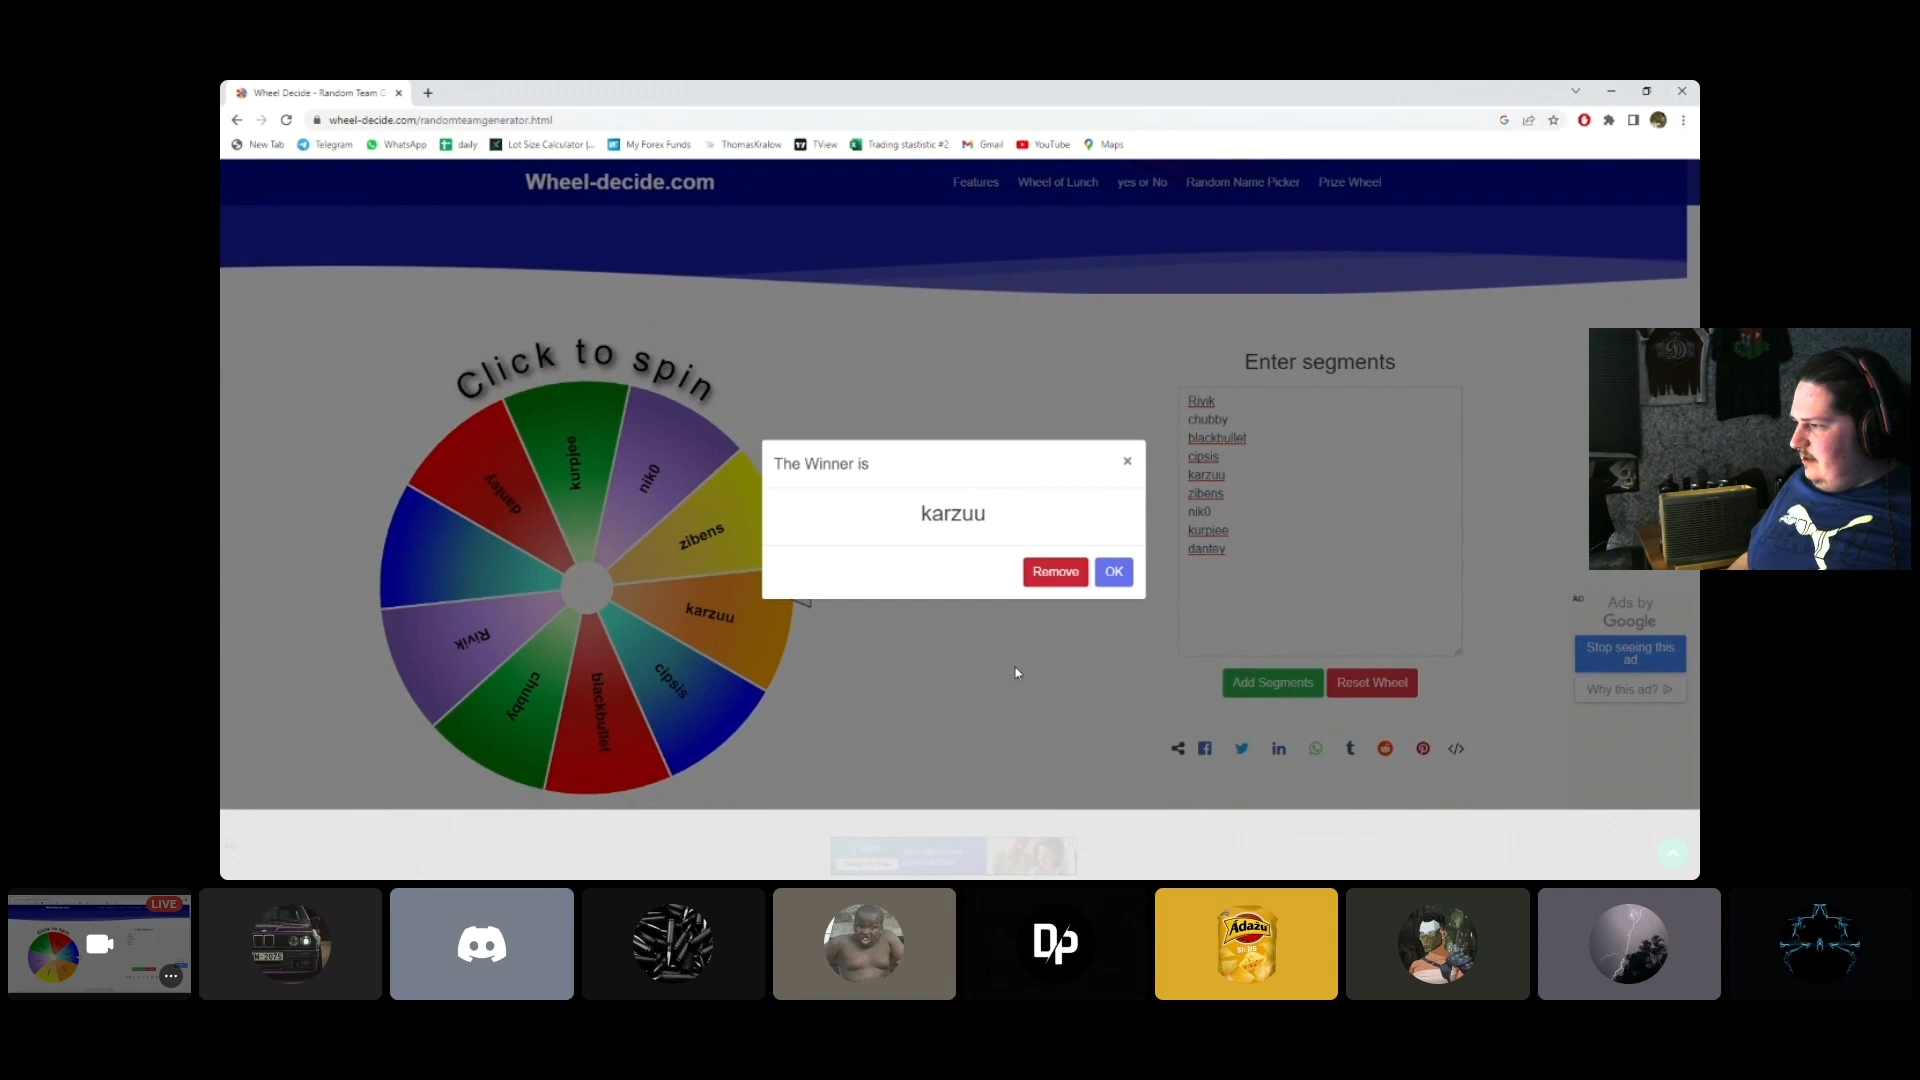 Wheel Decide - Random Team G
wheel-decide.com/randomteamgenerator.html
New Tab Telegram WhatsApp daily Lot Size Calculator |... My Forex Funds ThomasKralow TView Trading stastistic #2 Gmail YouTube Maps
Wheel-decide.com
Features Wheel of Lunch yes or No Random Name Picker Prize Wheel
Click to spin
kurpjee
nik0
zibens
karzuu
cipsis
blackbullet
chubby
Rivik
dantey
The Winner is
karzuu
Remove OK
Enter segments
Rivik
chubby
blackbullet
cipsis
karzuu
zibens
nik0
kurpjee
dantey
Add Segments Reset Wheel
AD
Ads by
Google
Stop seeing this
ad
Why this ad?
LIVE
DP
Ādažu